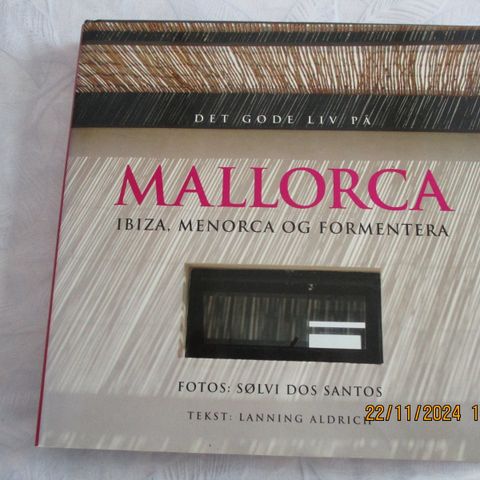 DET GODE LIV PÅ
MALLORCA
IBIZA, MENORCA OG FORMENTERA
FOTOS: SØLVI DOS SANTOS
TEKST: LANNING ALDRICH
22/11/2024 1